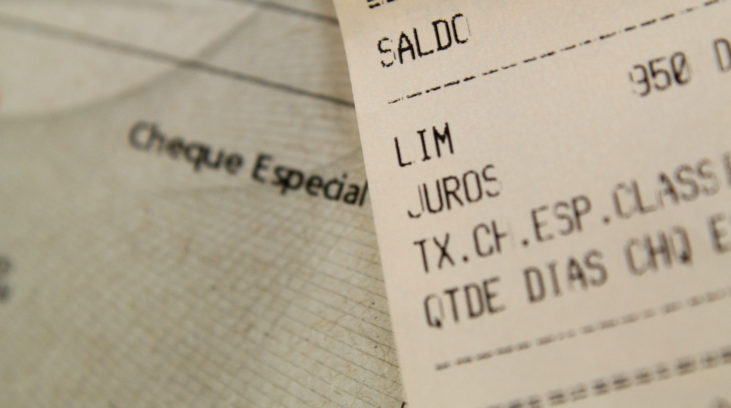 Cheque Especial
SALDO
950 D
LIM
JUROS
TX.CH.ESP.CLASS
QTDE DIAS CHQ E